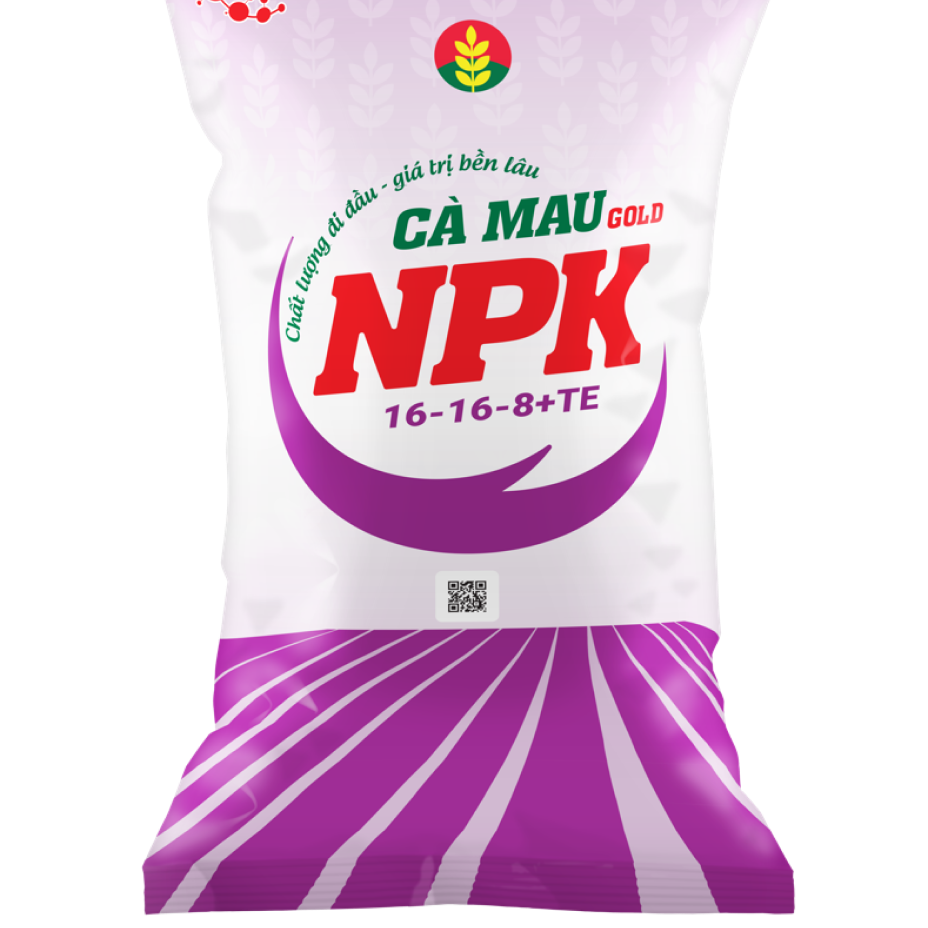 Chất lượng đi đầu - giá trị bền lâu
CÀ MAU GOLD
NPK
16-16-8+TE